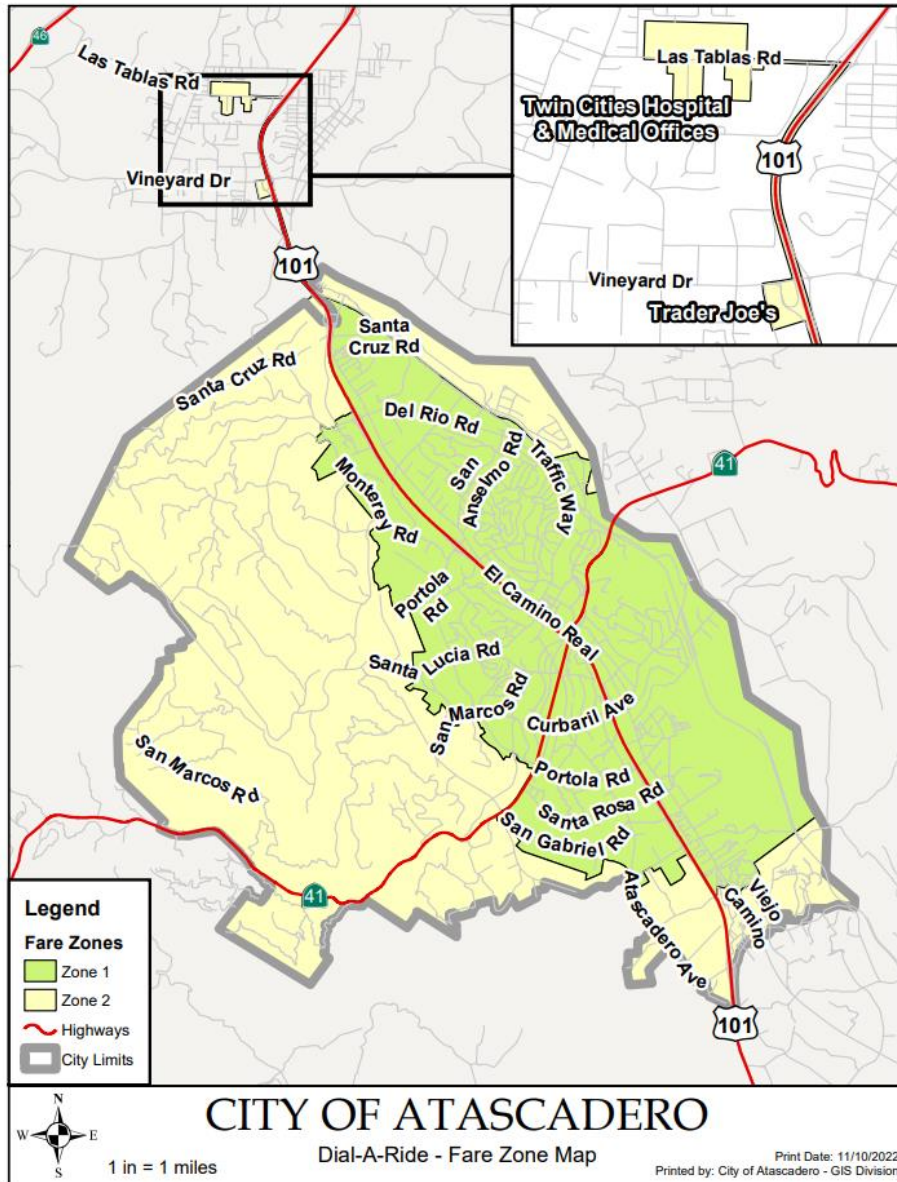 46
Las Tablas Rd
Vineyard Dr
101
Las Tablas Rd
Twin Cities Hospital
& Medical Offices
101
Vineyard Dr
Trader Joe's
Santa
Cruz Rd
Santa Cruz Rd
Del Rio Rd
San
Anselmo Rd
Traffic Way
41
Monterey Rd
El Camino Real
Portola
Rd
Santa Lucia Rd
San Marcos Rd
Curbaril Ave
San Marcos Rd
Portola Rd
Santa Rosa Rd
San Gabriel Rd
Atascadero Ave
Viejo
Camino
41
101
Legend
Fare Zones
Zone 1
Zone 2
Highways
City Limits
N
W E
S
1 in = 1 miles
CITY OF ATASCADERO
Dial-A-Ride - Fare Zone Map
Print Date: 11/10/2022
Printed by: City of Atascadero - GIS Division